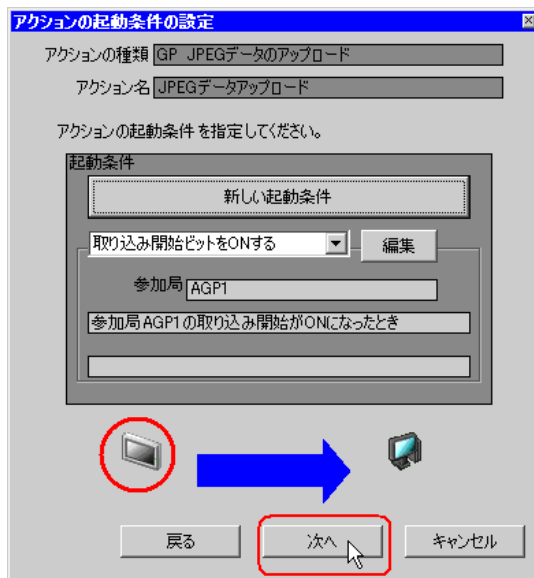 アクションの起動条件の設定
アクションの種類 GP JPEGデータのアップロード
アクション名 JPEGデータアップロード
アクションの起動条件を指定してください。
起動条件
新しい起動条件
取り込み開始ビットをONする 編集
参加局 AGP1
参加局AGP1の取り込み開始がONになったとき
戻る 次へ キャンセル